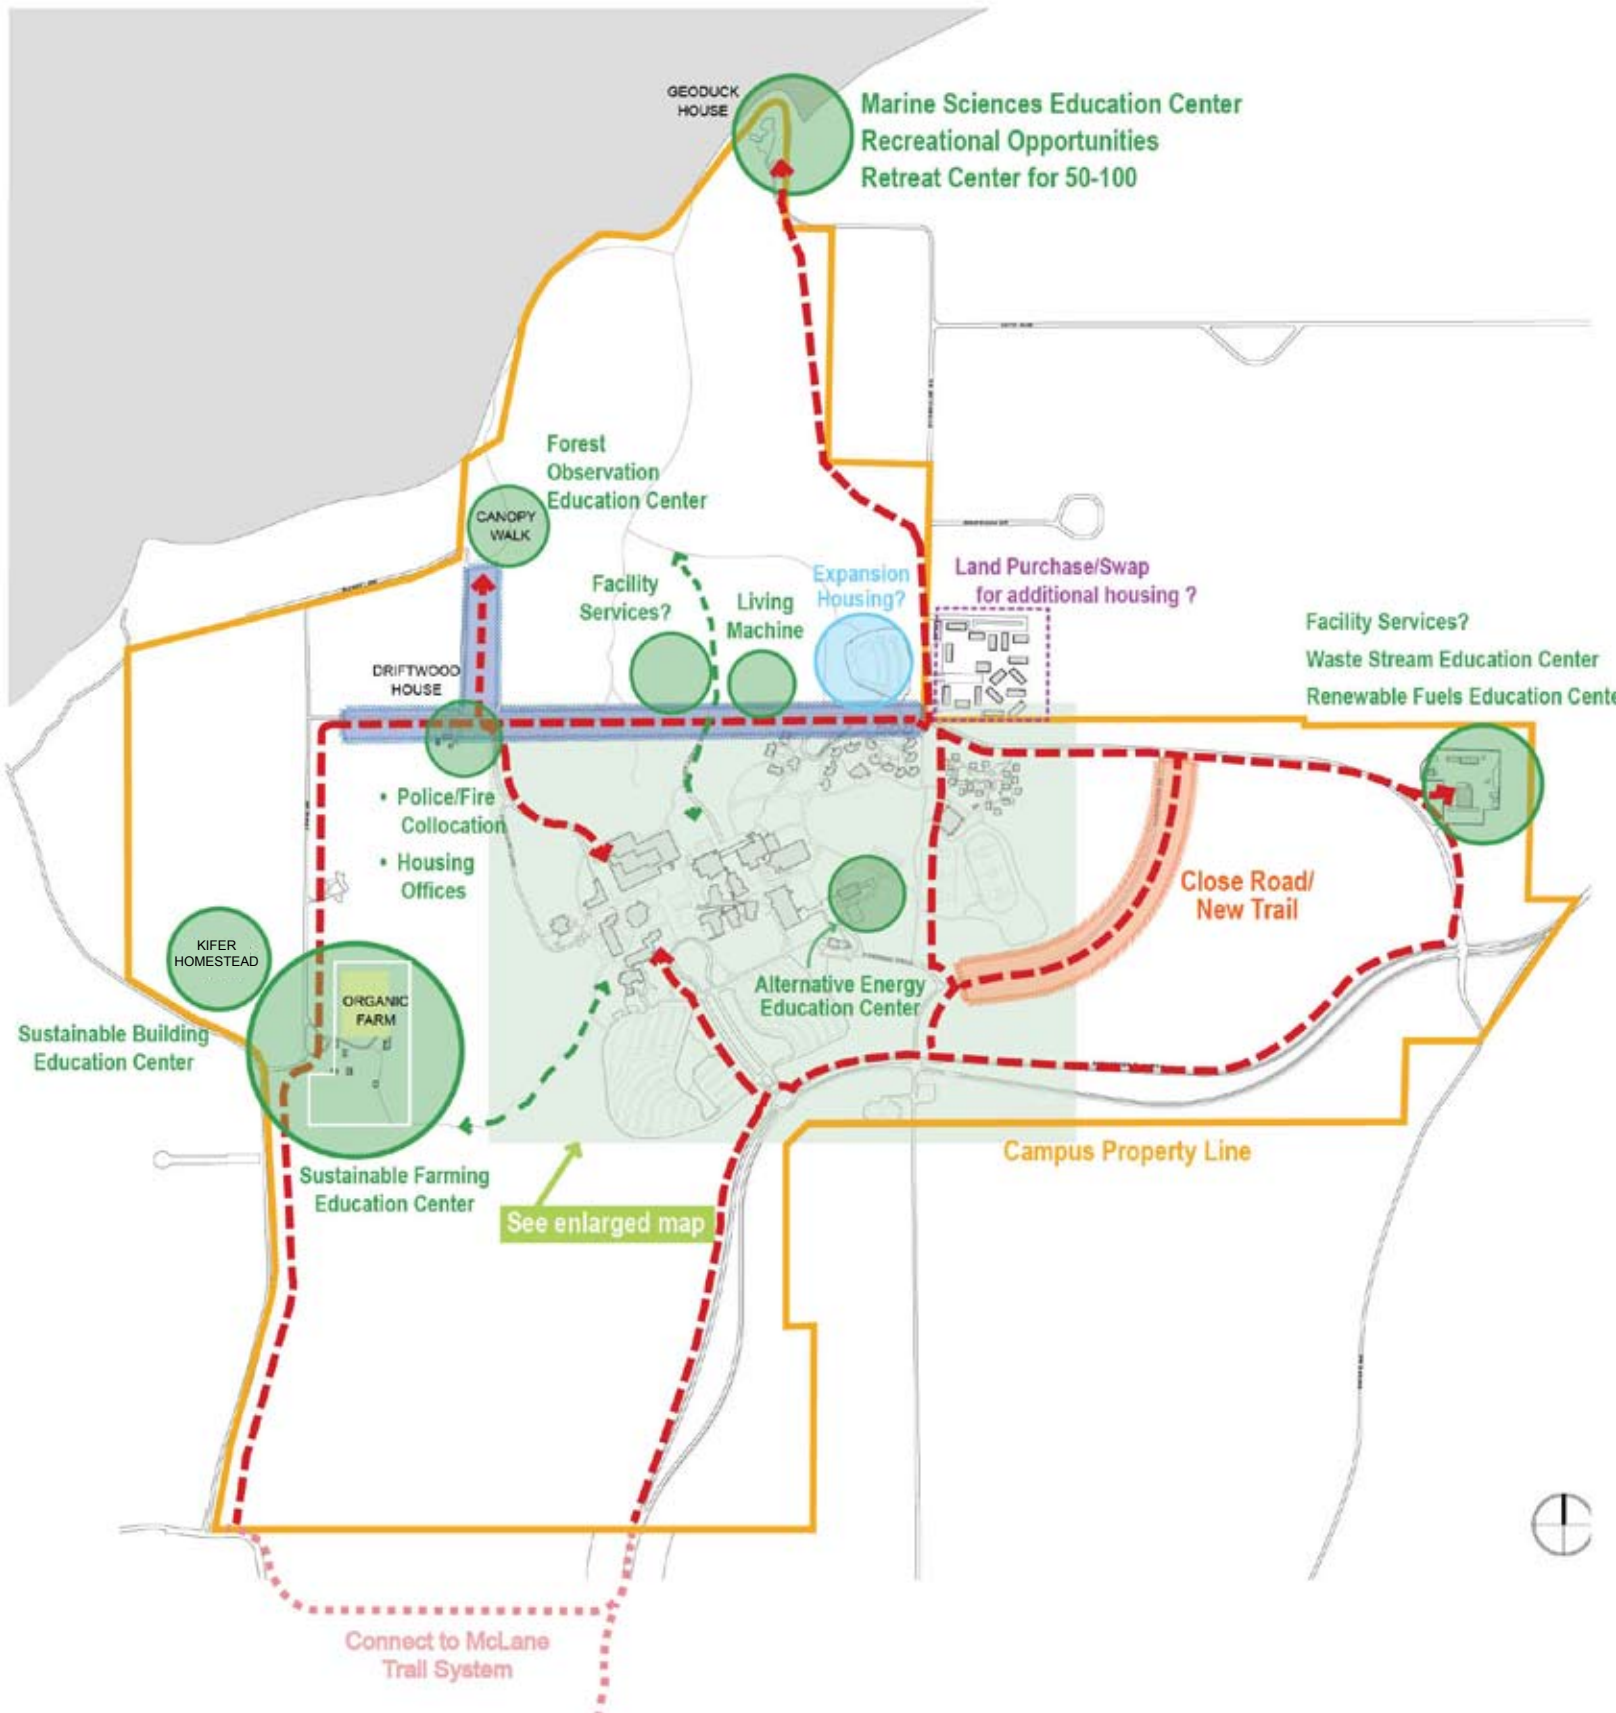 GEODUCK
HOUSE
Marine Sciences Education Center
Recreational Opportunities
Retreat Center for 50-100
Forest
Observation
Education Center
CANOPY
WALK
Facility
Services?
Living
Machine
Expansion
Housing?
Land Purchase/Swap
for additional housing ?
Facility Services?
Waste Stream Education Center
Renewable Fuels Education Cente
DRIFTWOOD
HOUSE
• Police/Fire
Collocation
• Housing
Offices
Close Road/
New Trail
KIFER
HOMESTEAD
ORGANIC
FARM
Alternative Energy
Education Center
Sustainable Building
Education Center
Sustainable Farming
Education Center
Campus Property Line
See enlarged map
Connect to McLane
Trail System